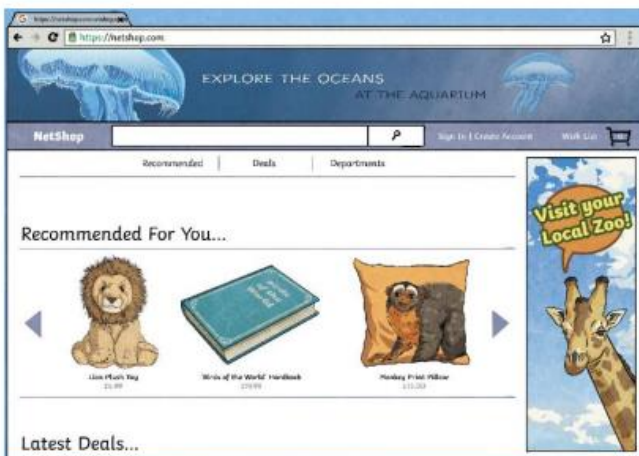 https://netshop.com
EXPLORE THE OCEANS
AT THE AQUARIUM
NetShop
Sign In | Create Account
Wish List
Recommended | Deals | Departments
Visit your
Local Zoo!
Recommended For You...
Lion Plush Toy
'Birds of the World' Handbook
Monkey Print Pillow
Latest Deals...